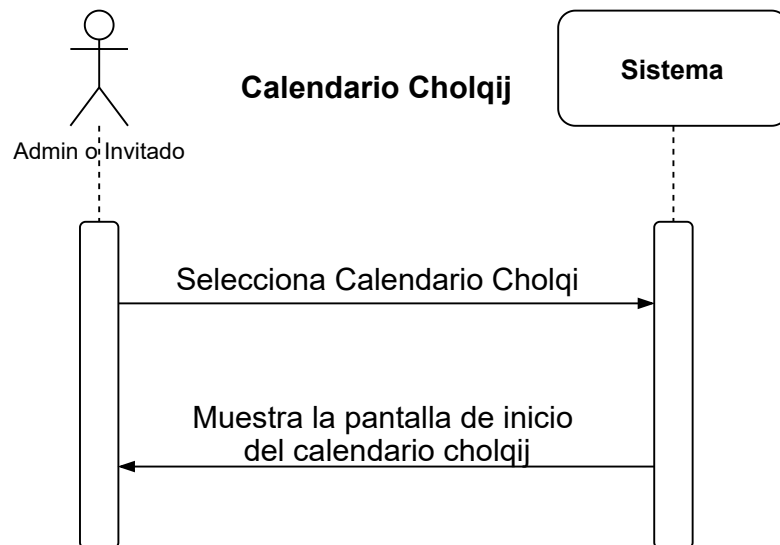 Calendario Cholqij
Sistema
Admin o Invitado
Selecciona Calendario Cholqi
Muestra la pantalla de inicio
del calendario cholqij